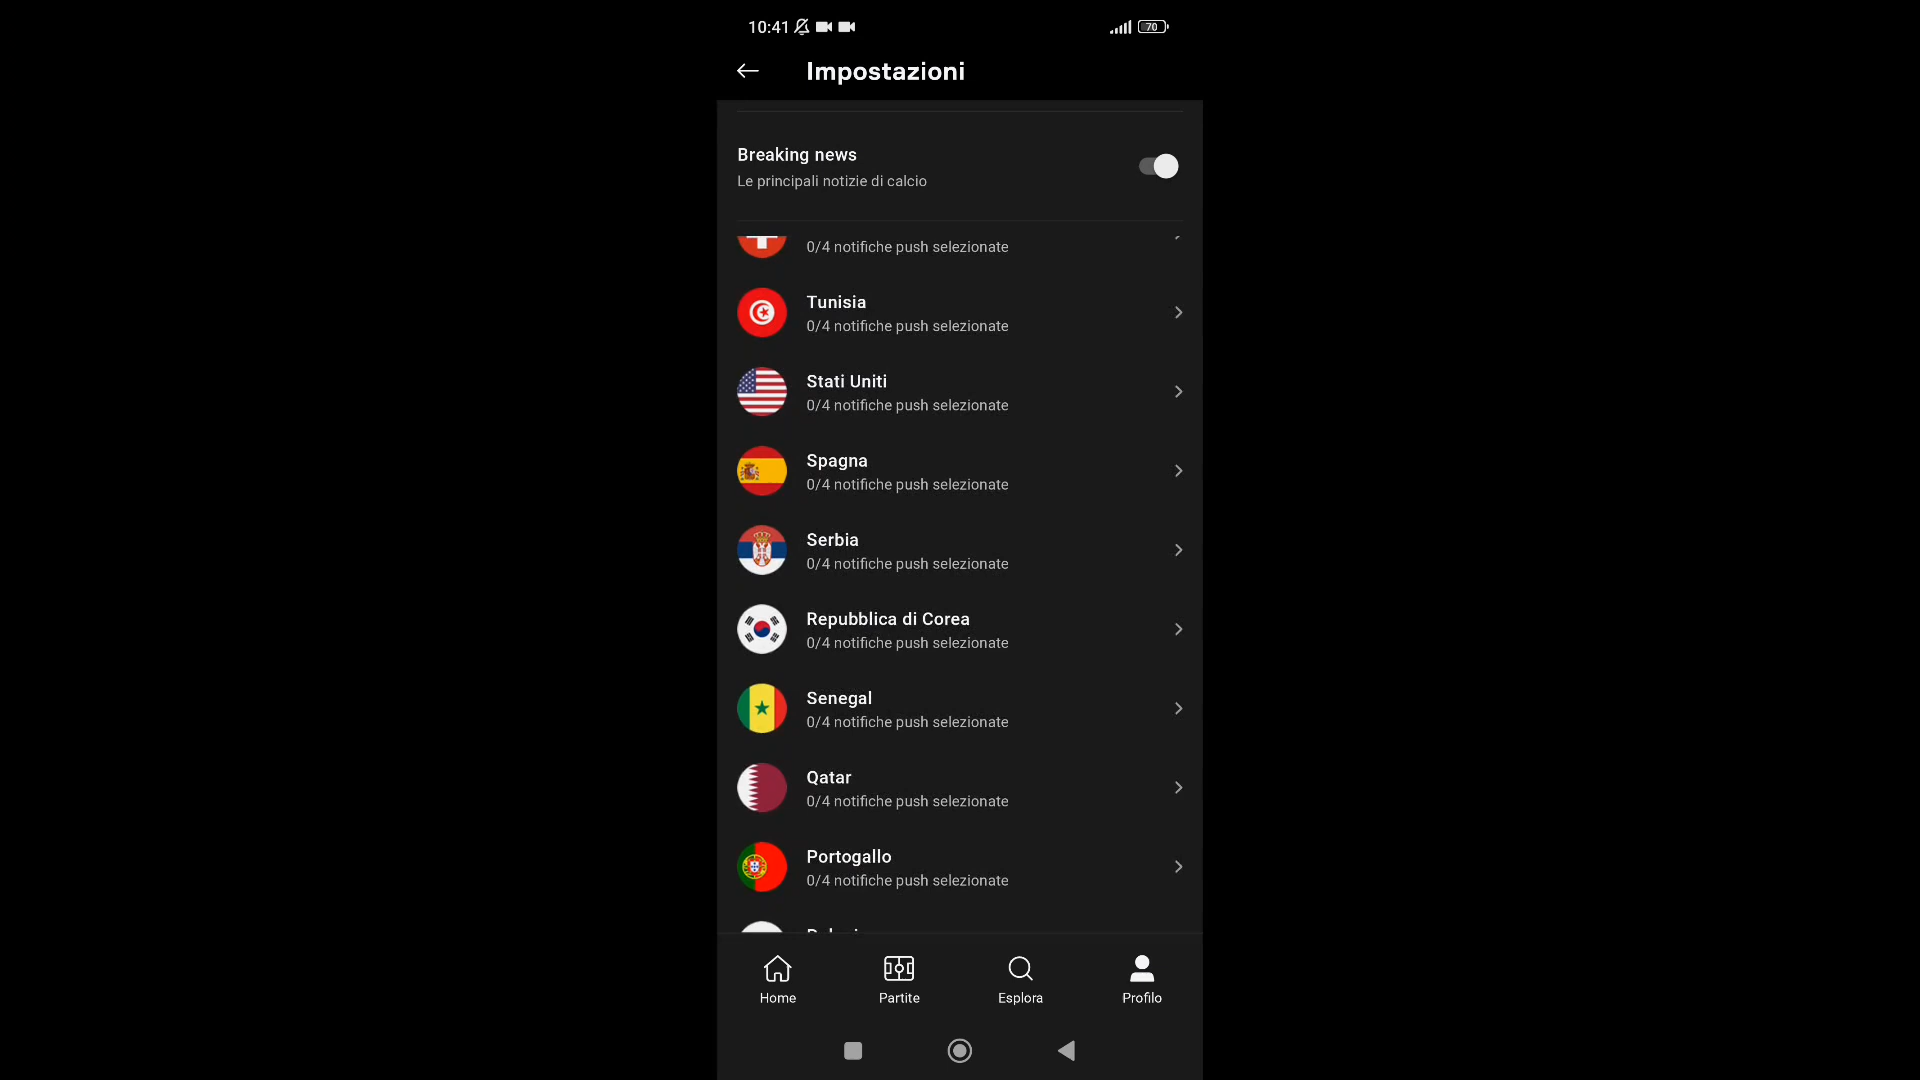 10:41
70
Impostazioni
Breaking news
Le principali notizie di calcio
0/4 notifiche push selezionate
Tunisia
0/4 notifiche push selezionate
Stati Uniti
0/4 notifiche push selezionate
Spagna
0/4 notifiche push selezionate
Serbia
0/4 notifiche push selezionate
Repubblica di Corea
0/4 notifiche push selezionate
Senegal
0/4 notifiche push selezionate
Qatar
0/4 notifiche push selezionate
Portogallo
0/4 notifiche push selezionate
Home
Partite
Esplora
Profilo